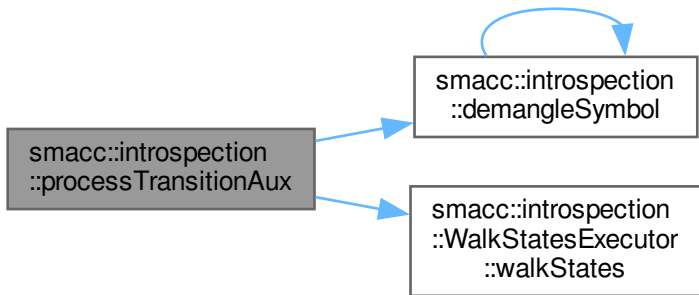 smacc::introspection
::demangleSymbol
smacc::introspection
::processTransitionAux
smacc::introspection
::WalkStatesExecutor
::walkStates